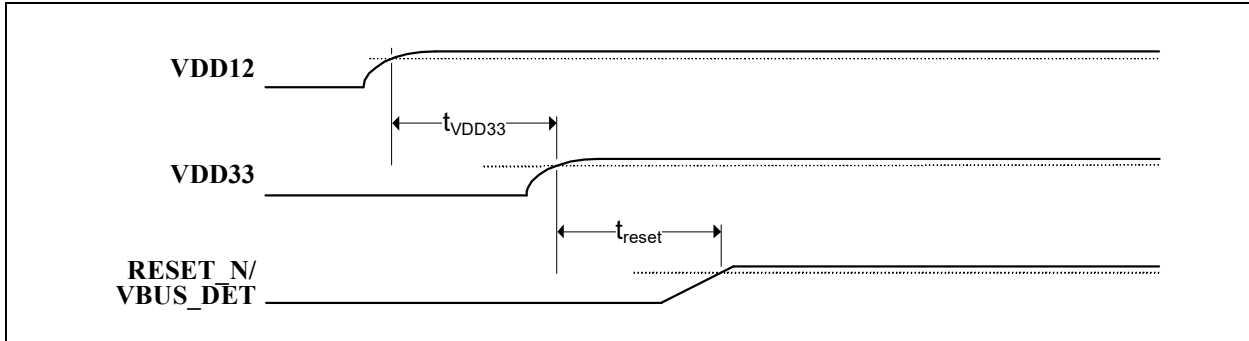 VDD12
tVDD33
VDD33
treset
RESET_N/
VBUS_DET